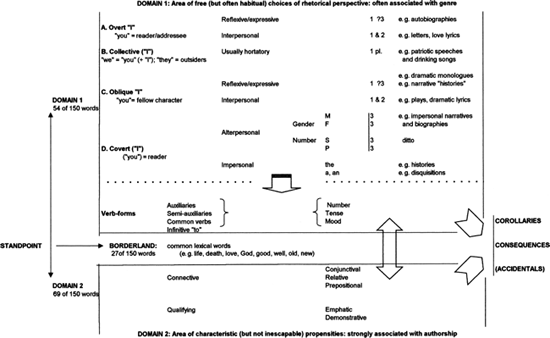 DOMAIN 1: Area of free (but often habitual) choices of rhetorical perspective: often associated with genre
Reflexive/expressive 1 ?3 e.g. autobiographies
A. Overt "I"
"you" = reader/addressee Interpersonal 1 & 2 e.g. letters, love lyrics
B. Collective ("I") Usually hortatory 1 pl. e.g. patriotic speeches
"we" = "you" (+ "I"); "they" = outsiders and drinking songs
e.g. dramatic monologues
C. Oblique "I" Reflexive/expressive 1 ?3 e.g. narrative "histories"
"you"= fellow character Interpersonal 1 & 2 e.g. plays, dramatic lyrics
DOMAIN 1
54 of 150 words
M 3 e.g. impersonal narratives
Gender F 3 and biographies
Alterpersonal
Number S 3 ditto
D. Covert ("I") P 3
("you") = reader
Impersonal the e.g. histories
a, an e.g. disquisitions
Auxiliaries Number
Verb-forms Semi-auxiliaries Tense
Common verbs Mood
Infinitive "to"
COROLLARIES
STANDPOINT BORDERLAND: common lexical words CONSEQUENCES
27of 150 words (e.g. life, death, love, God, good, well, old, new)
(ACCIDENTALS)
DOMAIN 2 Conjunctival
69 of 150 words Connective Relative
Prepositional
Qualifying Emphatic
Demonstrative
DOMAIN 2: Area of characteristic (but not inescapable) propensities: strongly associated with authorship